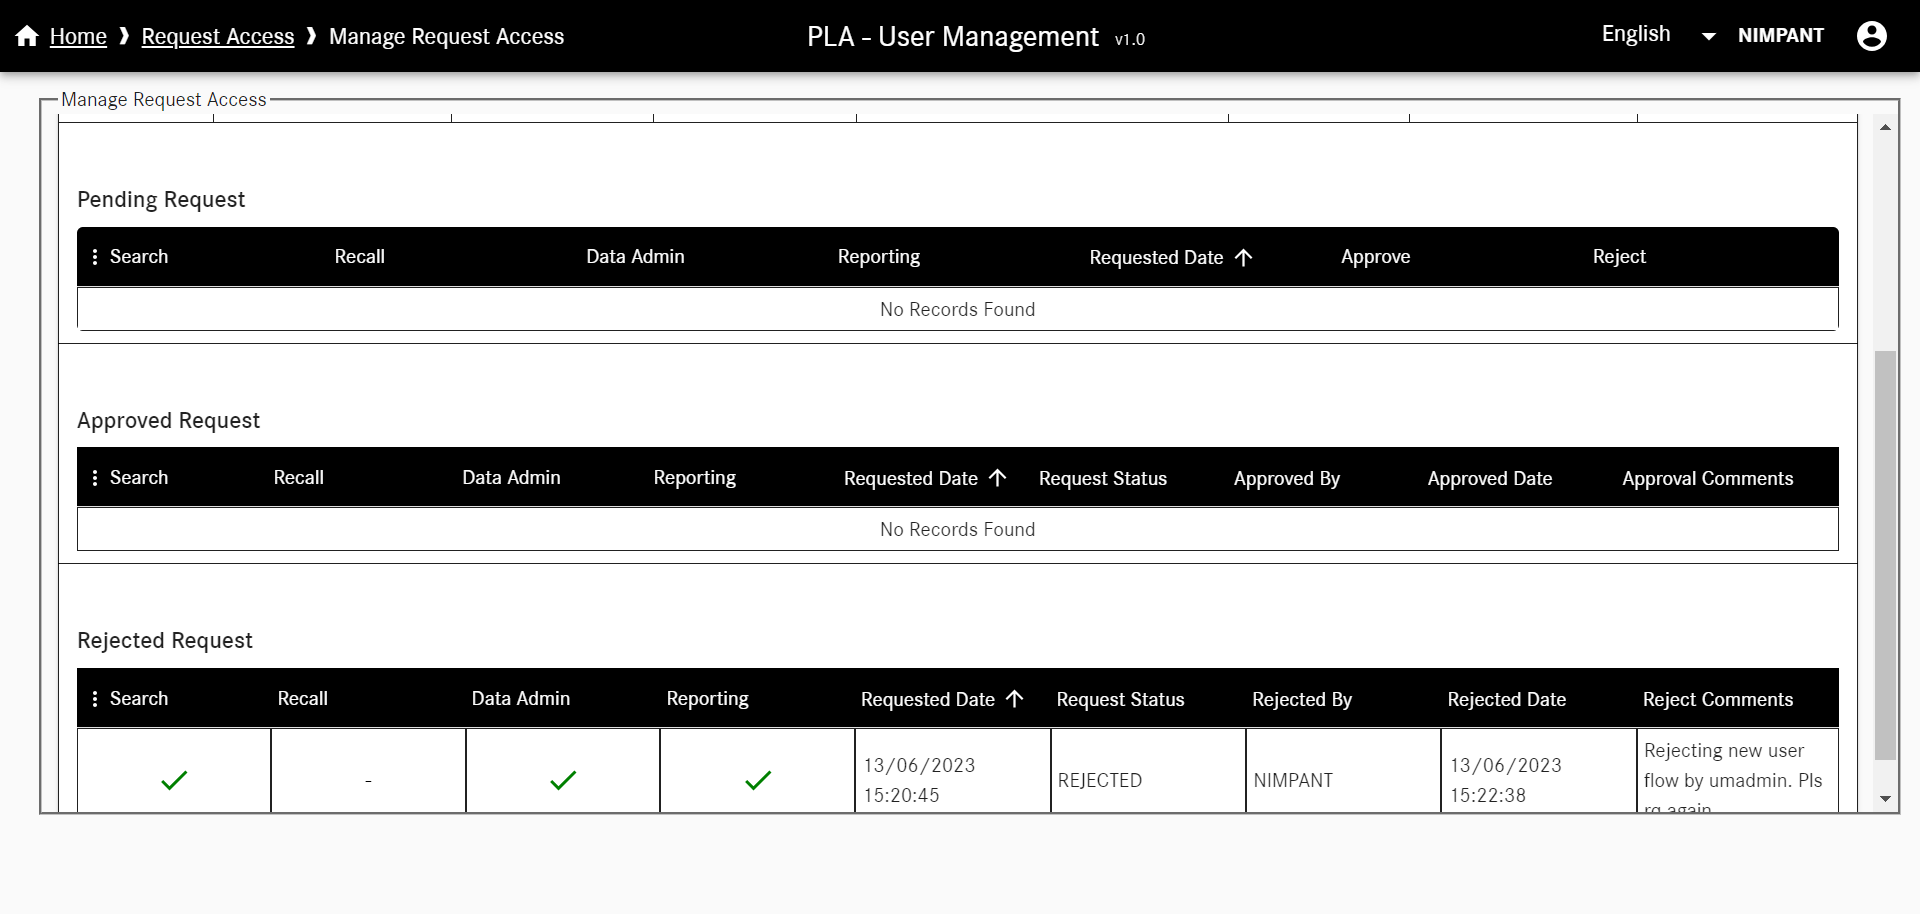 Home ❱ Request Access ❱ Manage Request Access
PLA - User Management v1.0
English
NIMPANT
Manage Request Access
Pending Request
Search Recall Data Admin Reporting Requested Date Approve Reject
No Records Found
Approved Request
Search Recall Data Admin Reporting Requested Date Request Status Approved By Approved Date Approval Comments
No Records Found
Rejected Request
Search Recall Data Admin Reporting Requested Date Request Status Rejected By Rejected Date Reject Comments
-
13/06/2023
15:20:45
REJECTED
NIMPANT
13/06/2023
15:22:38
Rejecting new user
flow by umadmin. Pls
rq again